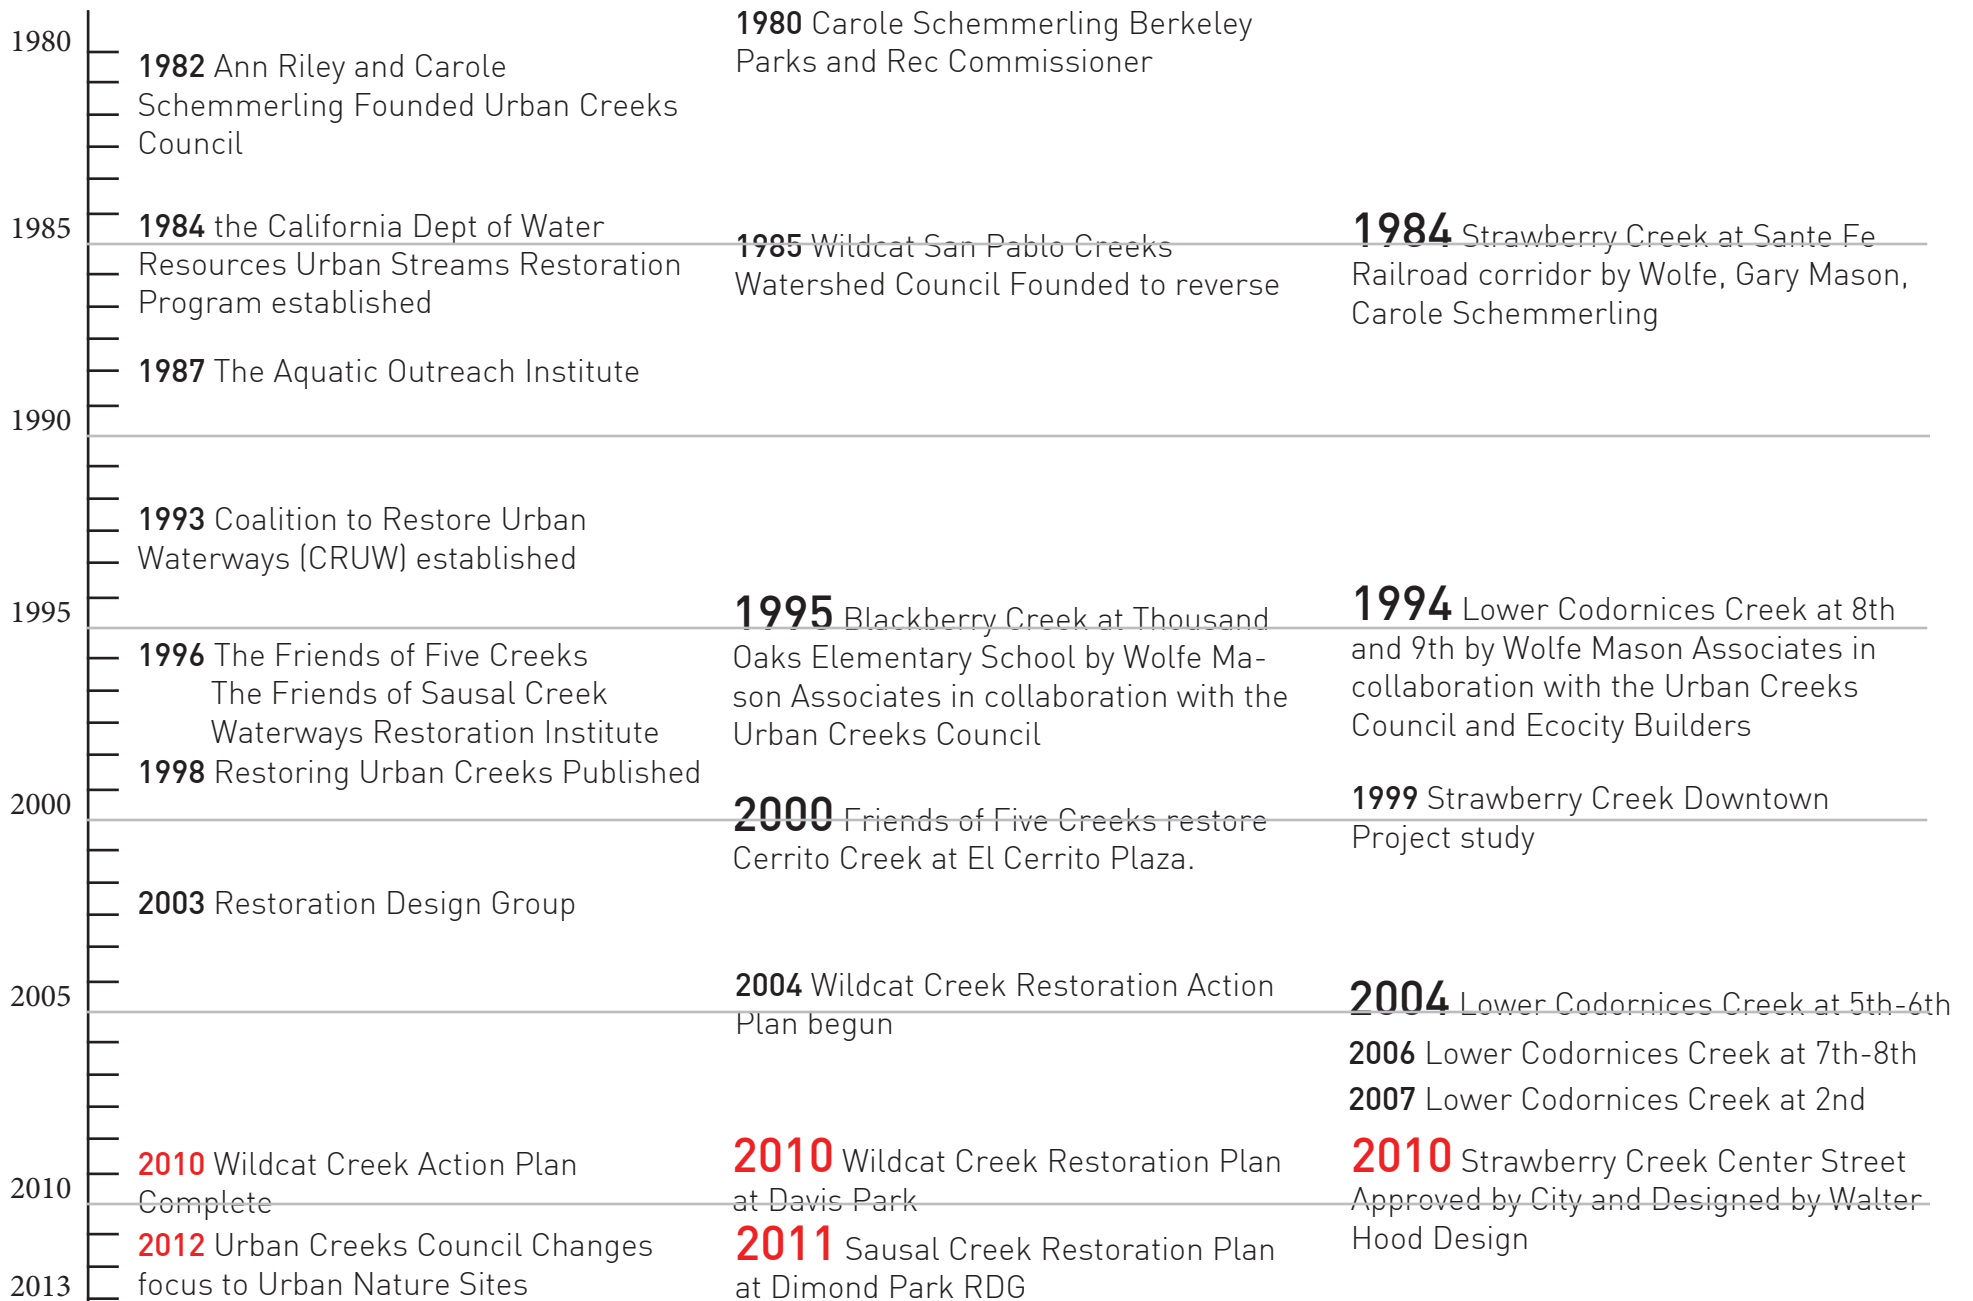 1980
1985
1990
1995
2000
2005
2010
2013
1982 Ann Riley and Carole
Schemmerling Founded Urban Creeks
Council
1984 the California Dept of Water
Resources Urban Streams Restoration
Program established
1987 The Aquatic Outreach Institute
1993 Coalition to Restore Urban
Waterways (CRUW) established
1996 The Friends of Five Creeks
The Friends of Sausal Creek
Waterways Restoration Institute
1998 Restoring Urban Creeks Published
2003 Restoration Design Group
2010 Wildcat Creek Action Plan
Complete
2012 Urban Creeks Council Changes
focus to Urban Nature Sites
1980 Carole Schemmerling Berkeley
Parks and Rec Commissioner
1985 Wildcat San Pablo Creeks
Watershed Council Founded to reverse
1995 Blackberry Creek at Thousand
Oaks Elementary School by Wolfe Ma-
son Associates in collaboration with the
Urban Creeks Council
2000 Friends of Five Creeks restore
Cerrito Creek at El Cerrito Plaza.
2004 Wildcat Creek Restoration Action
Plan begun
2010 Wildcat Creek Restoration Plan
at Davis Park
2011 Sausal Creek Restoration Plan
at Dimond Park RDG
1984 Strawberry Creek at Sante Fe
Railroad corridor by Wolfe, Gary Mason,
Carole Schemmerling
1994 Lower Codornices Creek at 8th
and 9th by Wolfe Mason Associates in
collaboration with the Urban Creeks
Council and Ecocity Builders
1999 Strawberry Creek Downtown
Project study
2004 Lower Codornices Creek at 5th-6th
2006 Lower Codornices Creek at 7th-8th
2007 Lower Codornices Creek at 2nd
2010 Strawberry Creek Center Street
Approved by City and Designed by Walter
Hood Design